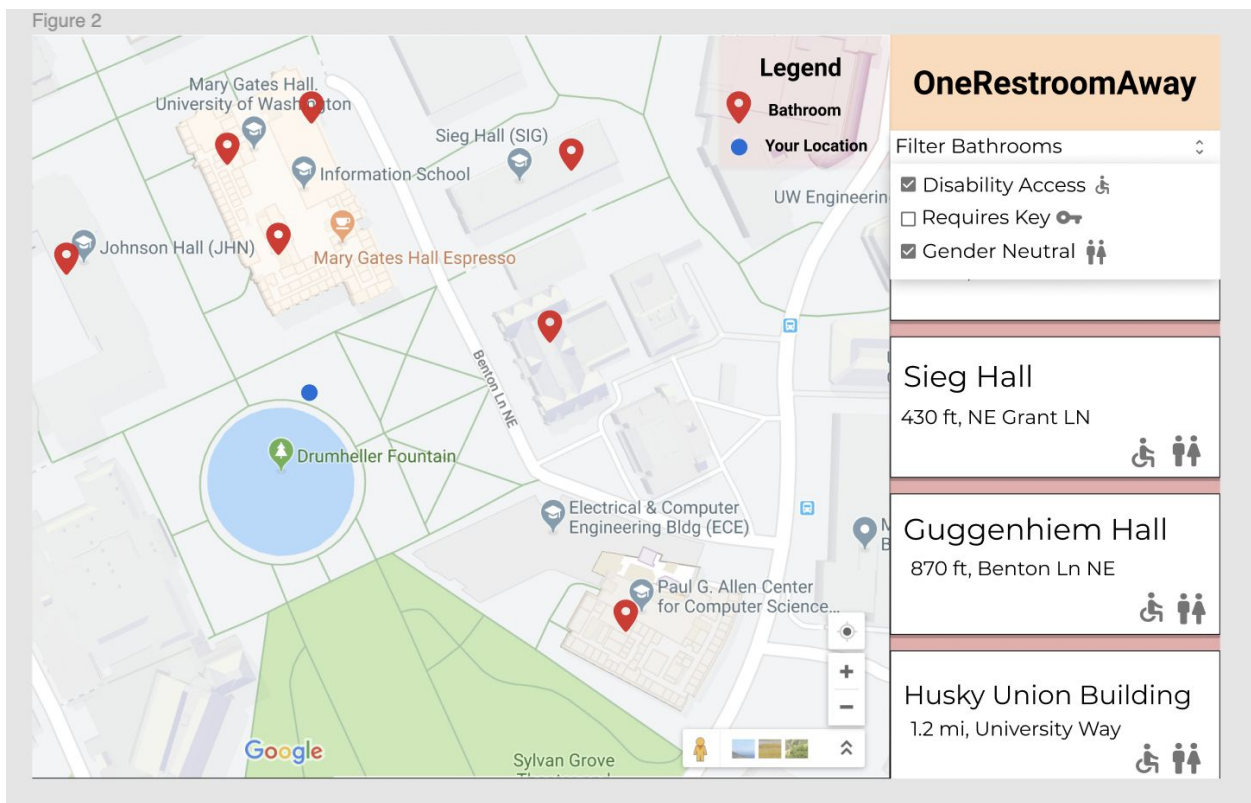 Figure 2
Mary Gates Hall.
University of Washington
Sieg Hall (SIG)
Information School
Johnson Hall (JHN)
Mary Gates Hall Espresso
UW Engineerin
Benton Ln NE
Drumheller Fountain
Electrical & Computer
Engineering Bldg (ECE)
Paul G. Allen Center
for Computer Science...
Google
Sylvan Grove
Legend
Bathroom
Your Location
OneRestroomAway
Filter Bathrooms
Disability Access
Requires Key
Gender Neutral
Sieg Hall
430 ft, NE Grant LN
Guggenhiem Hall
870 ft, Benton Ln NE
Husky Union Building
1.2 mi, University Way